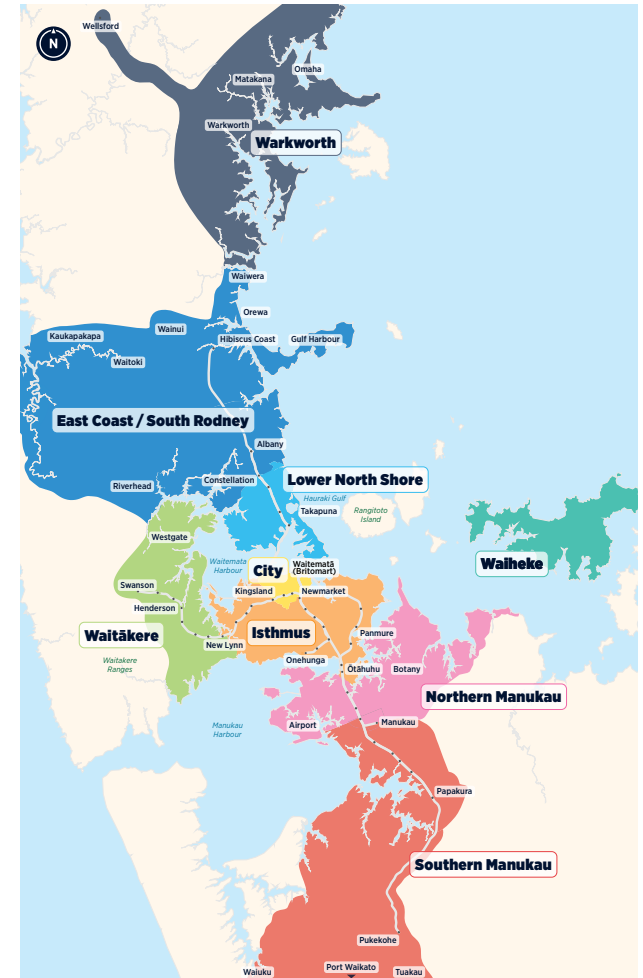 Wellsford
N
Omaha
Matakana
Warkworth
Warkworth
Waiwera
Orewa
Wainui
Kaukapakapa
Hibiscus Coast
Gulf Harbour
Waitoki
East Coast / South Rodney
Albany
Constellation
Lower North Shore
Riverhead
Hauraki Gulf
Takapuna
Rangitoto
Island
Westgate
Waitemata
Harbour
City
Waitematā
(Britomart)
Waiheke
Swanson
Kingsland
Newmarket
Henderson
Isthmus
Panmure
Waitākere
New Lynn
Waitakere
Ranges
Onehunga
Ōtāhuhu
Botany
Northern Manukau
Airport
Manukau
Manukau
Harbour
Papakura
Southern Manukau
Pukekohe
Waiuku
Port Waikato
Tuakau